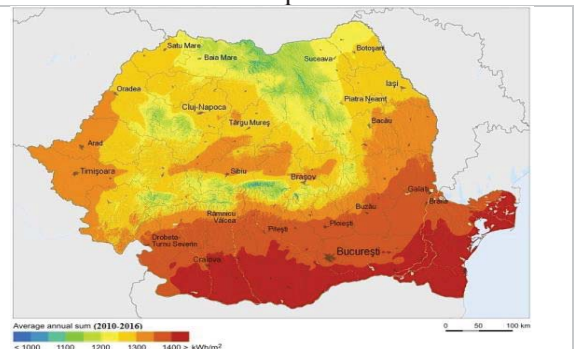 Satu Mare
Botoşani
Baia Mare
Suceava
Iaşi
Oradea
Piatra Neamţ
Cluj-Napoca
Bacău
Târgu Mureş
Arad
Timişoara
Sibiu
Braşov
Galaţi
Brăila
Buzău
Râmnicu
Vâlcea
Piteşti
Ploieşti
Drobeta-
Turnu Severin
Bucureşti
Craiova
Average annual sum (2010-2016)
0 50 100 km
< 1000 1100 1200 1300 1400 > kWh/m²